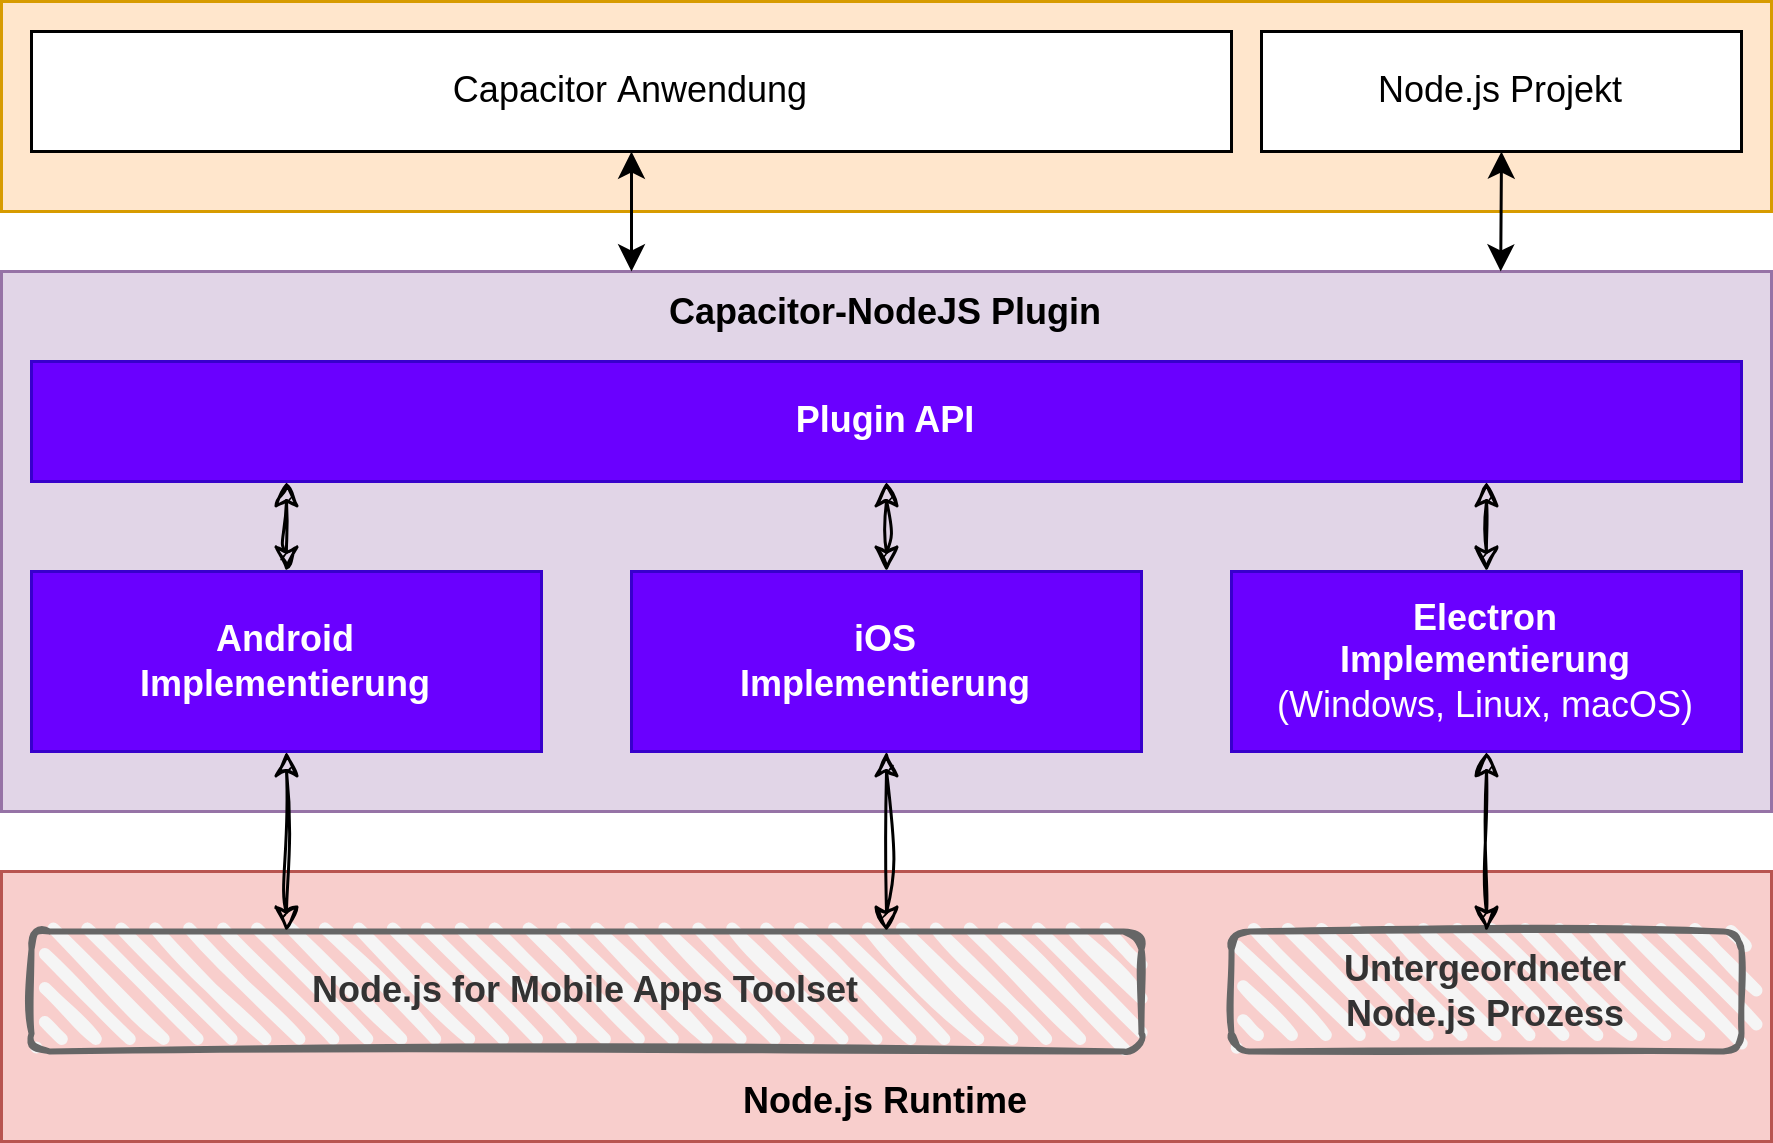 Capacitor Anwendung
Node.js Projekt
Capacitor-NodeJS Plugin
Plugin API
Android
Implementierung
iOS
Implementierung
Electron
Implementierung
(Windows, Linux, macOS)
Node.js for Mobile Apps Toolset
Untergeordneter
Node.js Prozess
Node.js Runtime